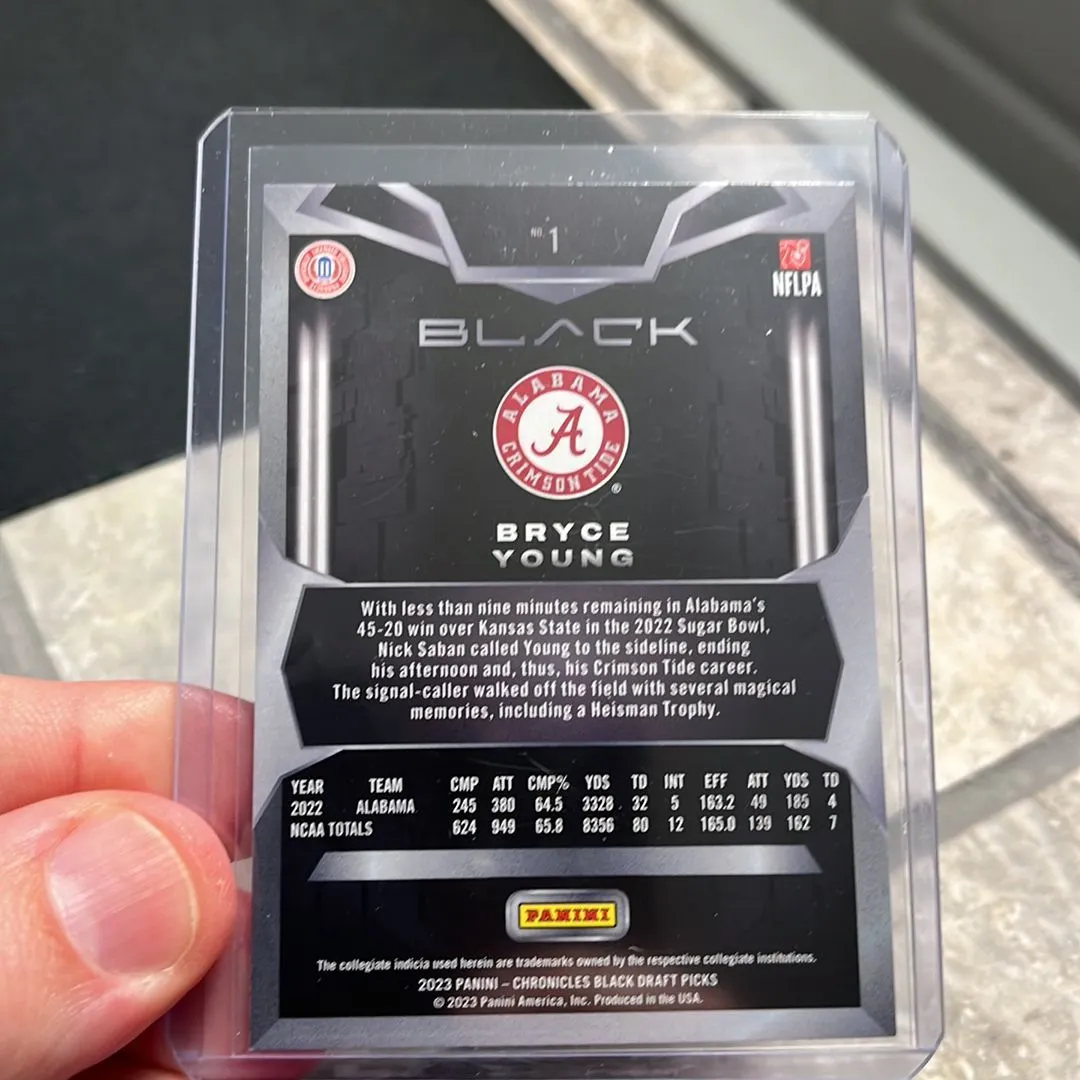 NO. 1
NFLPA
BLACK
ALABAMA
CRIMSON TIDE
A
®
BRYCE
YOUNG
With less than nine minutes remaining in Alabama's
45-20 win over Kansas State in the 2022 Sugar Bowl,
Nick Saban called Young to the sideline, ending
his afternoon and, thus, his Crimson Tide career.
The signal-caller walked off the field with several magical
memories, including a Heisman Trophy.
YEAR TEAM CMP ATT CMP% YDS TD INT EFF ATT YDS TD
2022 ALABAMA 245 380 64.5 3328 32 5 163.2 49 185 4
NCAA TOTALS 624 949 65.8 8356 80 12 165.0 139 162 7
PANINI
The collegiate indicia used herein are trademarks owned by the respective collegiate institutions.
2023 PANINI – CHRONICLES BLACK DRAFT PICKS
© 2023 Panini America, Inc. Produced in the USA.